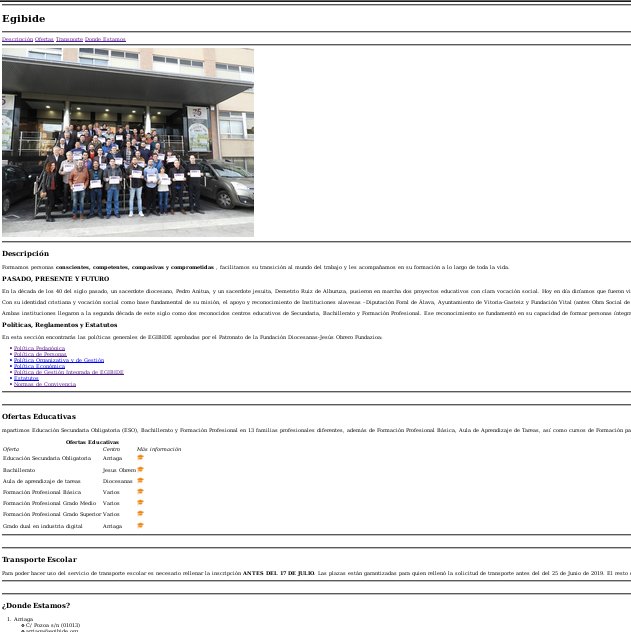 Egibide
Descripción Ofertas Transporte Donde Estamos
Descripción
Formamos personas conscientes, competentes, compasivas y comprometidas , facilitamos su transición al mundo del trabajo y les acompañamos en su formación a lo largo de toda la vida.
PASADO, PRESENTE Y FUTURO
En la década de los 40 del siglo pasado, un sacerdote diocesano, Pedro Anitua, y un sacerdote jesuita, Demetrio Ruiz de Alburuza, pusieron en marcha dos proyectos educativos con clara vocación social. Hoy en día diríamos que fueron vi
Con su identidad cristiana y vocación social como base fundamental de su misión, el apoyo y reconocimiento de Instituciones alavesas –Diputación Foral de Álava, Ayuntamiento de Vitoria-Gasteiz y Fundación Vital (antes Obra Social de
Ambas instituciones llegaron a la segunda década de este siglo como dos reconocidos centros educativos de Secundaria, Bachillerato y Formación Profesional. Ese reconocimiento se fundamentó en su capacidad de formar personas íntegr
Políticas, Reglamentos y Estatutos
En esta sección encontrarás las políticas generales de EGIBIDE aprobadas por el Patronato de la Fundación Diocesanas-Jesús Obrero Fundazioa:
Política Pedagógica
Política de Personas
Política Organizativa y de Gestión
Política Económica
Política de Gestión Integrada de EGIBIDE
Estatutos
Normas de Convivencia
Ofertas Educativas
mpartimos Educación Secundaria Obligatoria (ESO), Bachillerato y Formación Profesional en 13 familias profesionales diferentes, además de Formación Profesional Básica, Aula de Aprendizaje de Tareas, así como cursos de Formación pa
Ofertas Educativas
Oferta Centro Más información
Educación Secundaria Obligatoria Arriaga
Bachillerato Jesus Obrero
Aula de aprendizaje de tareas Diocesanas
Formación Profesional Básica Varios
Formación Profesional Grado Medio Varios
Formación Profesional Grado Superior Varios
Grado dual en industria digital Arriaga
Transporte Escolar
Para poder hacer uso del servicio de transporte escolar es necesario rellenar la inscripción ANTES DEL 17 DE JULIO. Las plazas están garantizadas para quien rellenó la solicitud de transporte antes del del 25 de Junio de 2019. El resto
¿Donde Estamos?
1. Arriaga
C/ Pozoa s/n (01013)
arriaga@egibide.org